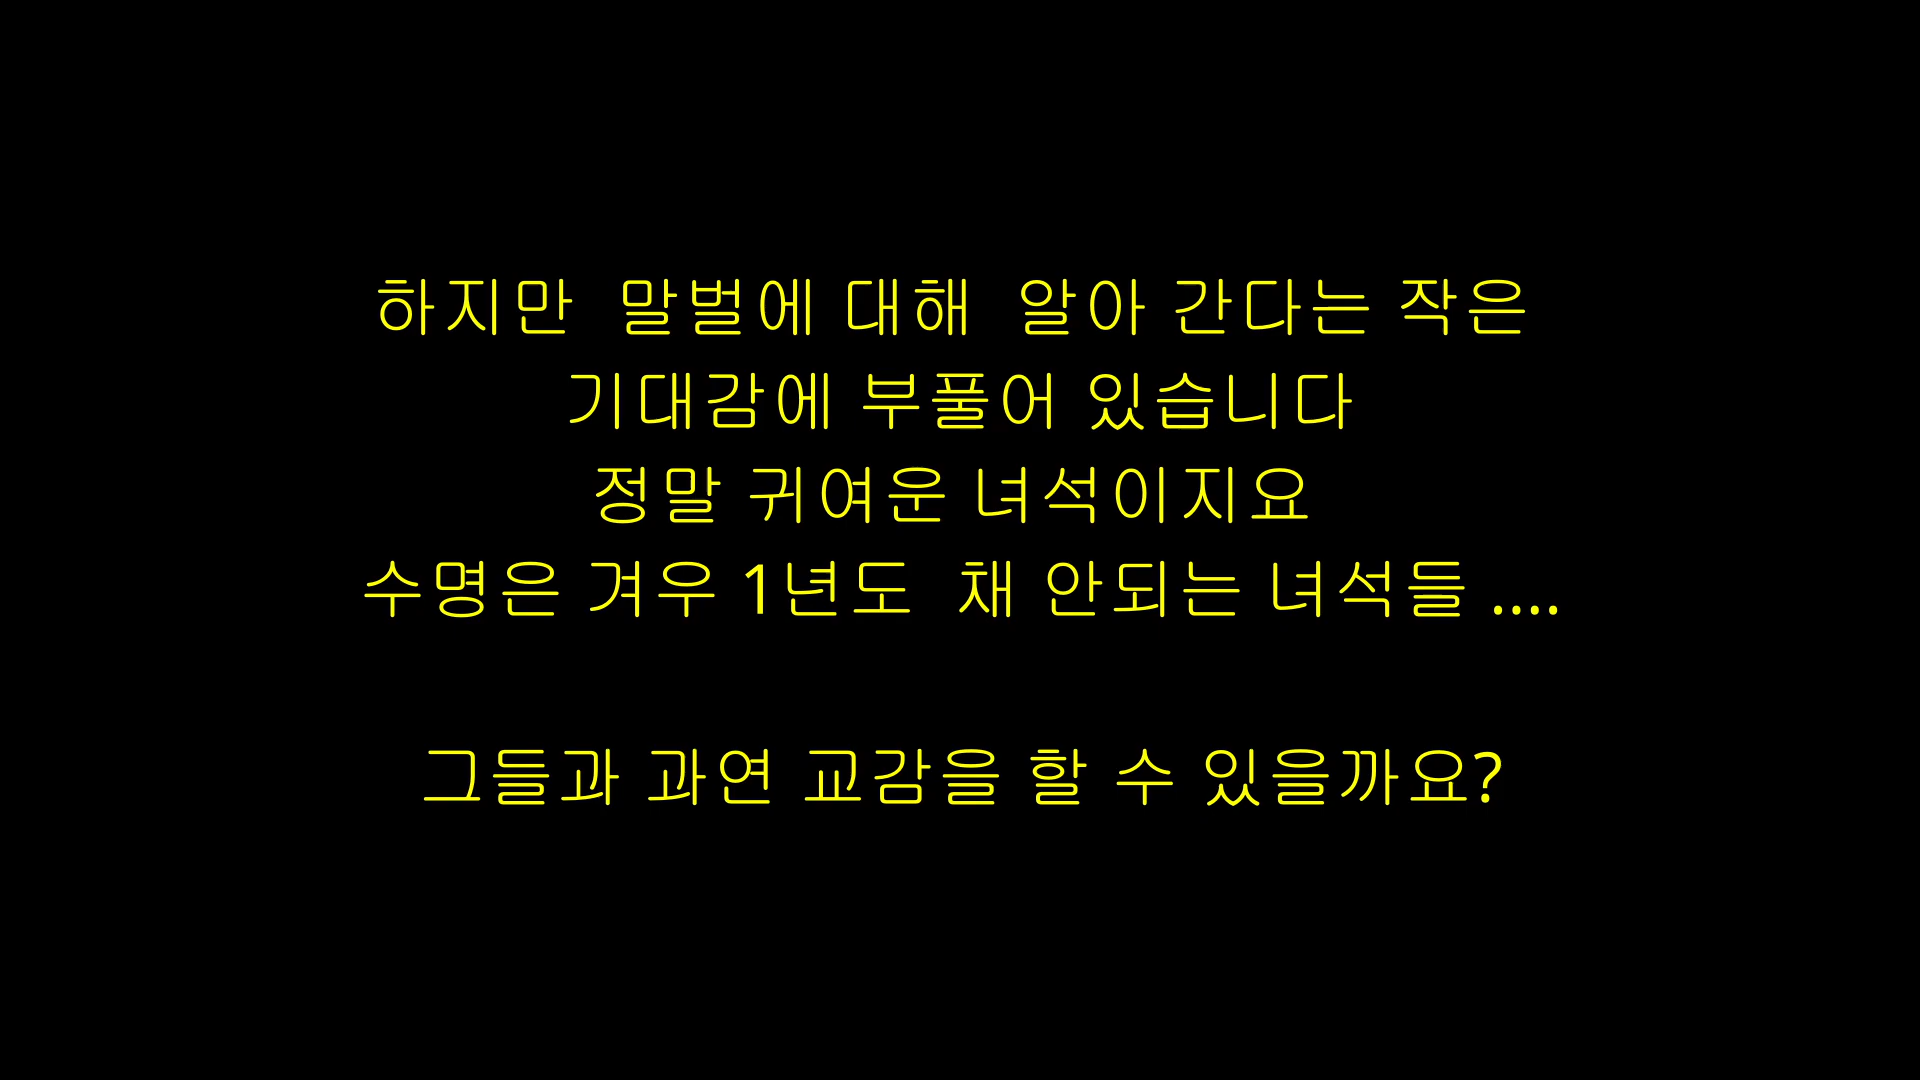 하지만  말벌에 대해  알아 간다는 작은
기대감에 부풀어 있습니다
정말 귀여운 녀석이지요
수명은 겨우 1년도  채 안되는 녀석들 ....
그들과 과연 교감을 할 수 있을까요?